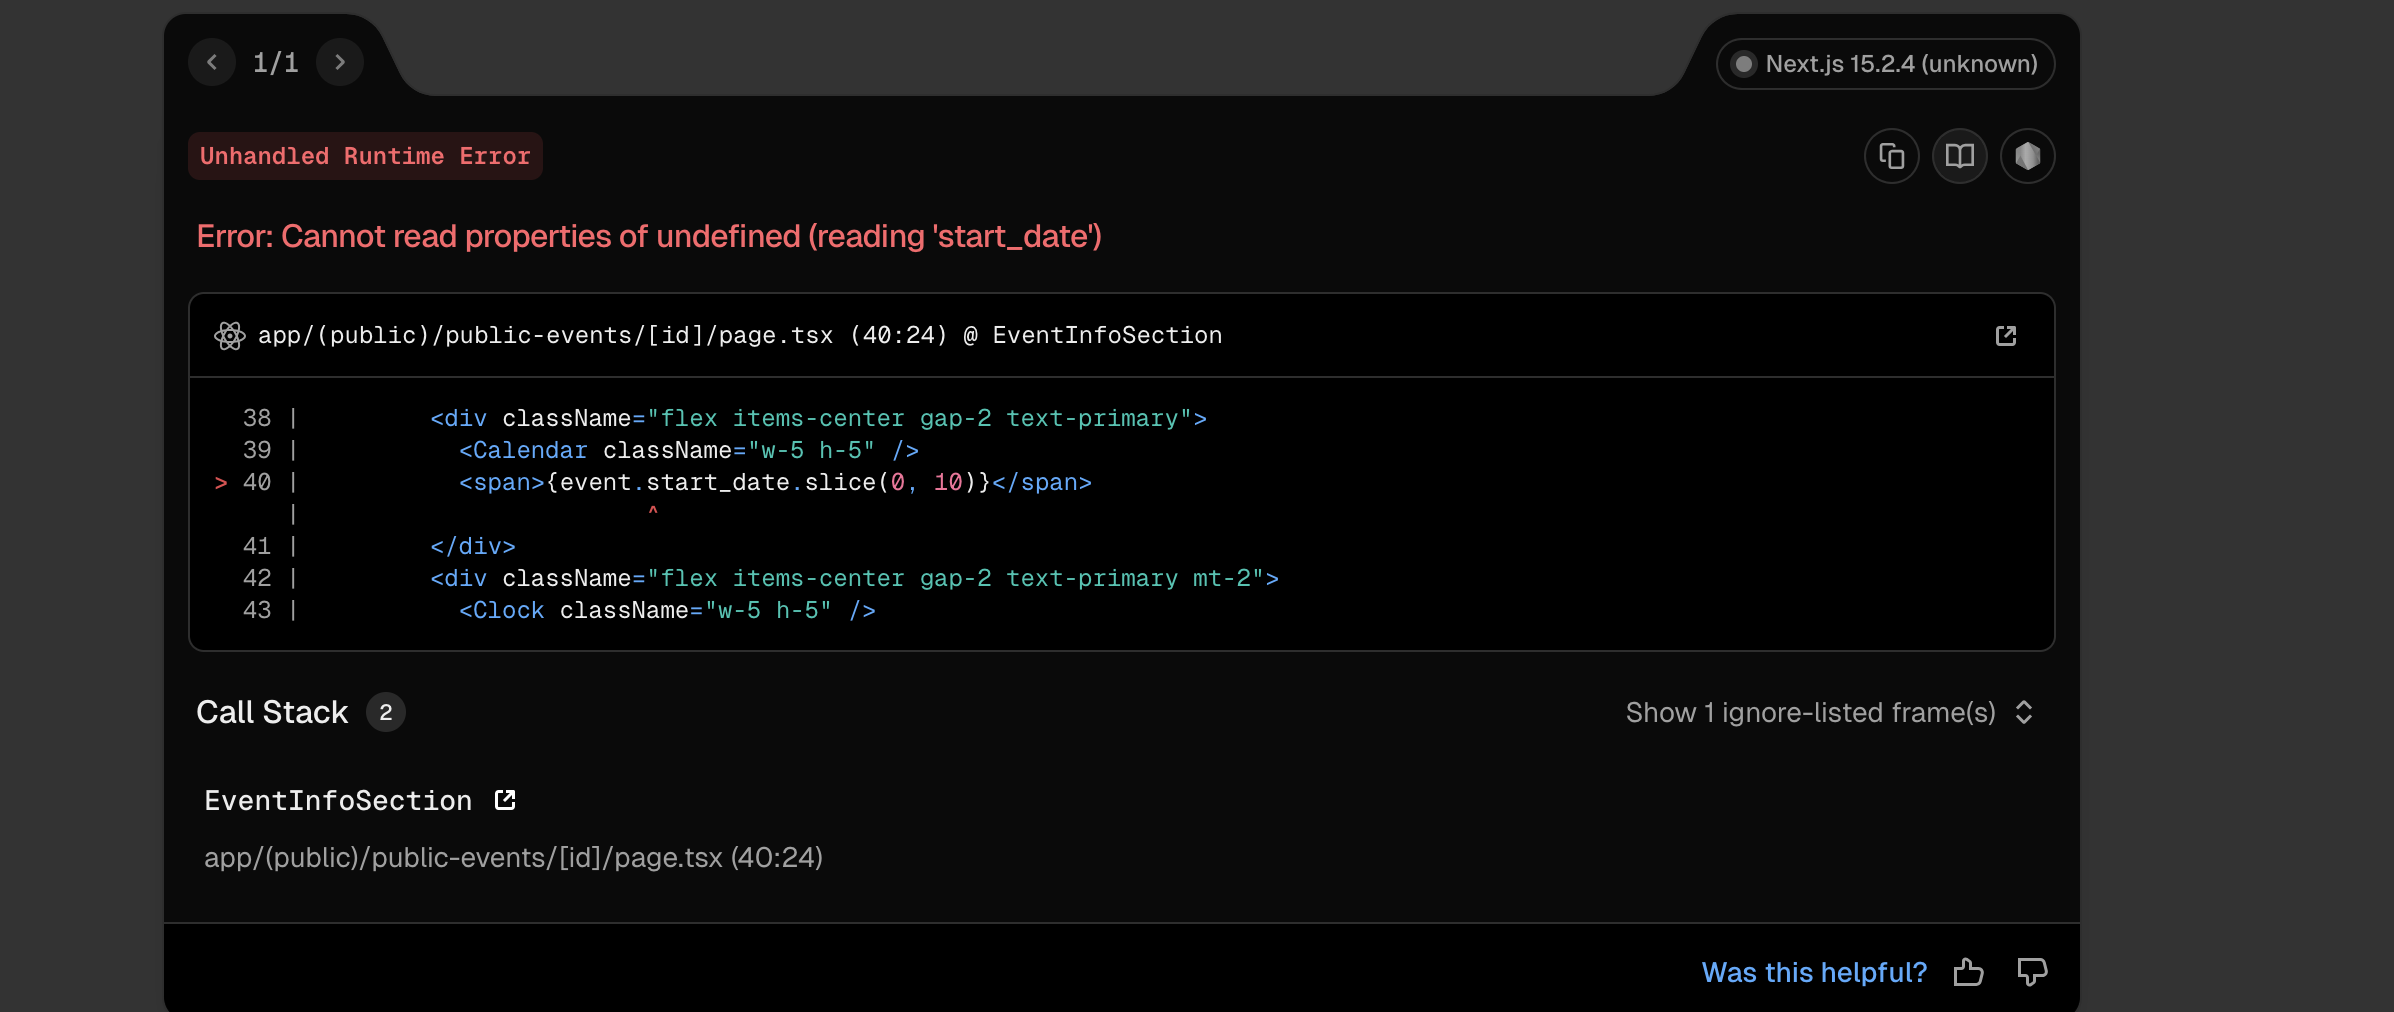 1/1
Next.js 15.2.4 (unknown)
Unhandled Runtime Error
Error: Cannot read properties of undefined (reading 'start_date')
app/(public)/public-events/[id]/page.tsx (40:24) @ EventInfoSection
38 |         <div className="flex items-center gap-2 text-primary">
39 |           <Calendar className="w-5 h-5" />
> 40 |           <span>{event.start_date.slice(0, 10)}</span>
|                        ^
41 |         </div>
42 |         <div className="flex items-center gap-2 text-primary mt-2">
43 |           <Clock className="w-5 h-5" />
Call Stack 2
Show 1 ignore-listed frame(s)
EventInfoSection
app/(public)/public-events/[id]/page.tsx (40:24)
Was this helpful?